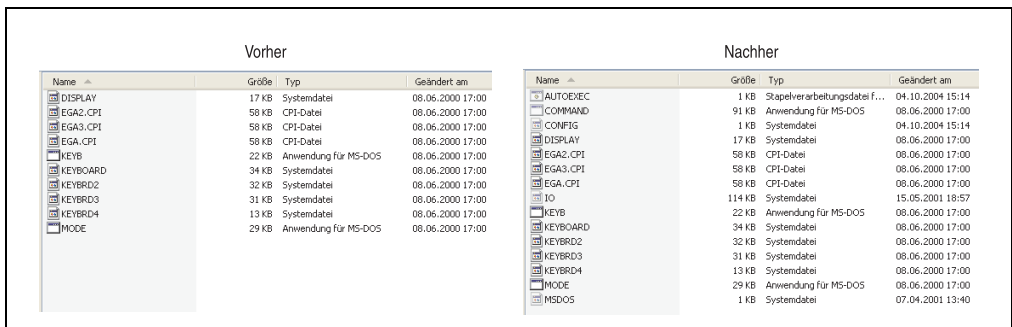 Vorher
Name Größe Typ Geändert am
DISPLAY 17 KB Systemdatei 08.06.2000 17:00
EGA2.CPI 58 KB CPI-Datei 08.06.2000 17:00
EGA3.CPI 58 KB CPI-Datei 08.06.2000 17:00
EGA.CPI 58 KB CPI-Datei 08.06.2000 17:00
KEYB 22 KB Anwendung für MS-DOS 08.06.2000 17:00
KEYBOARD 34 KB Systemdatei 08.06.2000 17:00
KEYBRD2 32 KB Systemdatei 08.06.2000 17:00
KEYBRD3 31 KB Systemdatei 08.06.2000 17:00
KEYBRD4 13 KB Systemdatei 08.06.2000 17:00
MODE 29 KB Anwendung für MS-DOS 08.06.2000 17:00
Nachher
Name Größe Typ Geändert am
AUTOEXEC 1 KB Stapelverarbeitungsdatei f... 04.10.2004 15:14
COMMAND 91 KB Anwendung für MS-DOS 08.06.2000 17:00
CONFIG 1 KB Systemdatei 04.10.2004 15:14
DISPLAY 17 KB Systemdatei 08.06.2000 17:00
EGA2.CPI 58 KB CPI-Datei 08.06.2000 17:00
EGA3.CPI 58 KB CPI-Datei 08.06.2000 17:00
EGA.CPI 58 KB CPI-Datei 08.06.2000 17:00
IO 114 KB Systemdatei 15.05.2001 18:57
KEYB 22 KB Anwendung für MS-DOS 08.06.2000 17:00
KEYBOARD 34 KB Systemdatei 08.06.2000 17:00
KEYBRD2 32 KB Systemdatei 08.06.2000 17:00
KEYBRD3 31 KB Systemdatei 08.06.2000 17:00
KEYBRD4 13 KB Systemdatei 08.06.2000 17:00
MODE 29 KB Anwendung für MS-DOS 08.06.2000 17:00
MSDOS 1 KB Systemdatei 07.04.2001 13:40